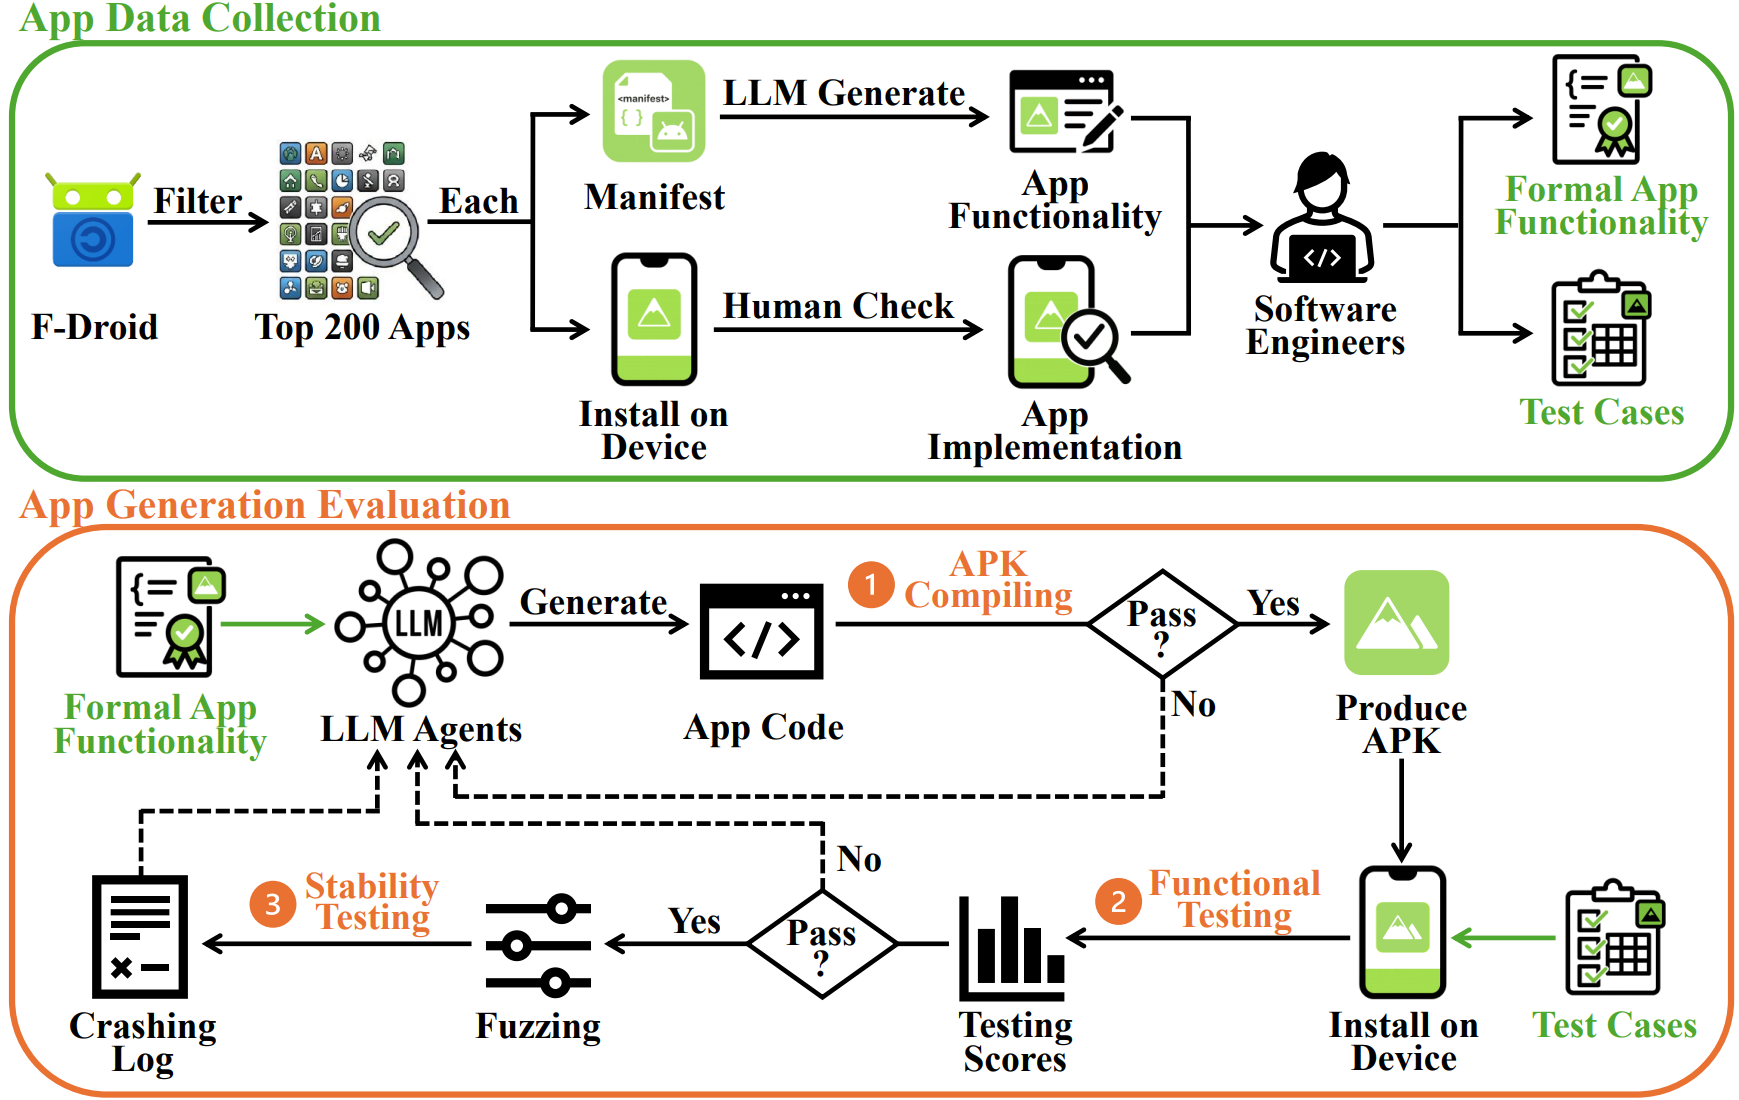 App Data Collection
F-Droid
Filter
Top 200 Apps
Each
<manifest>
{ }
Manifest
LLM Generate
App
Functionality
Install on
Device
Human Check
App
Implementation
</>
Software
Engineers
{=
Formal App
Functionality
Test Cases
App Generation Evaluation
{=
Formal App
Functionality
LLM
LLM Agents
Generate
</>
App Code
1
APK
Compiling
Pass
?
Yes
No
Produce
APK
Install on
Device
Test Cases
2
Functional
Testing
Testing
Scores
Pass
?
No
Yes
Fuzzing
3
Stability
Testing
Crashing
Log